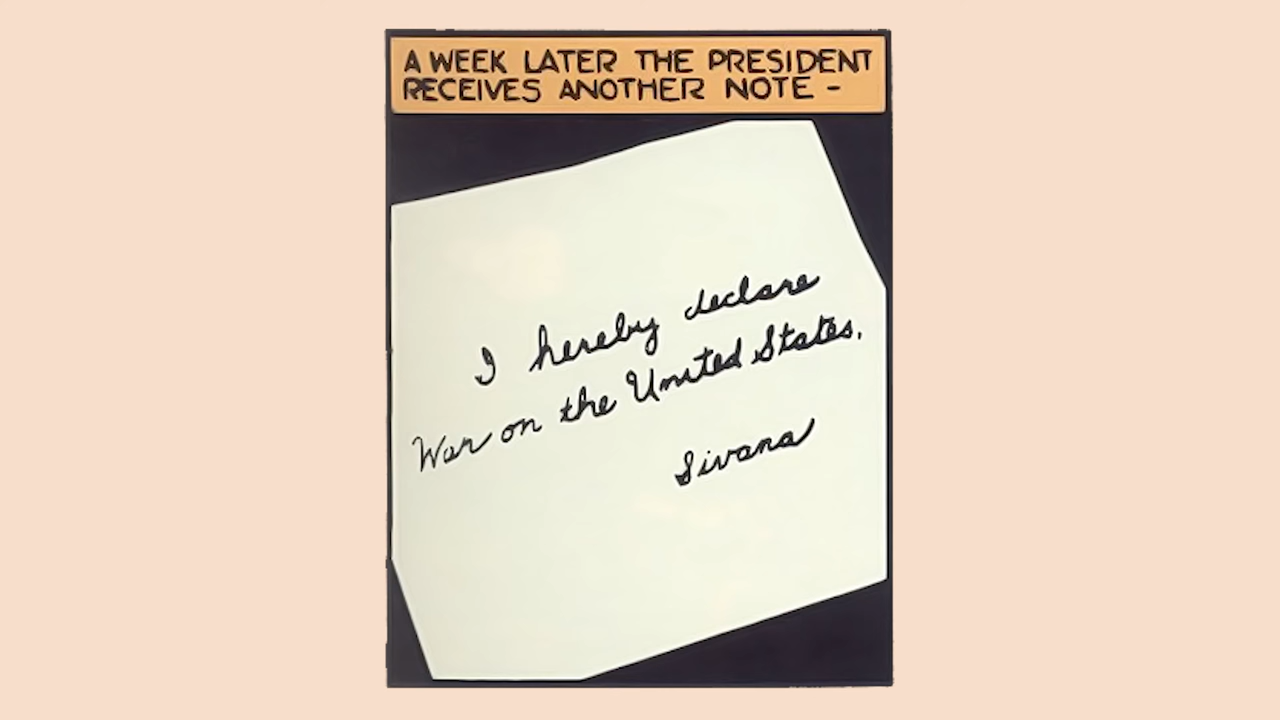 A WEEK LATER THE PRESIDENT
RECEIVES ANOTHER NOTE -
I hereby declare
War on the United States.
Sivana